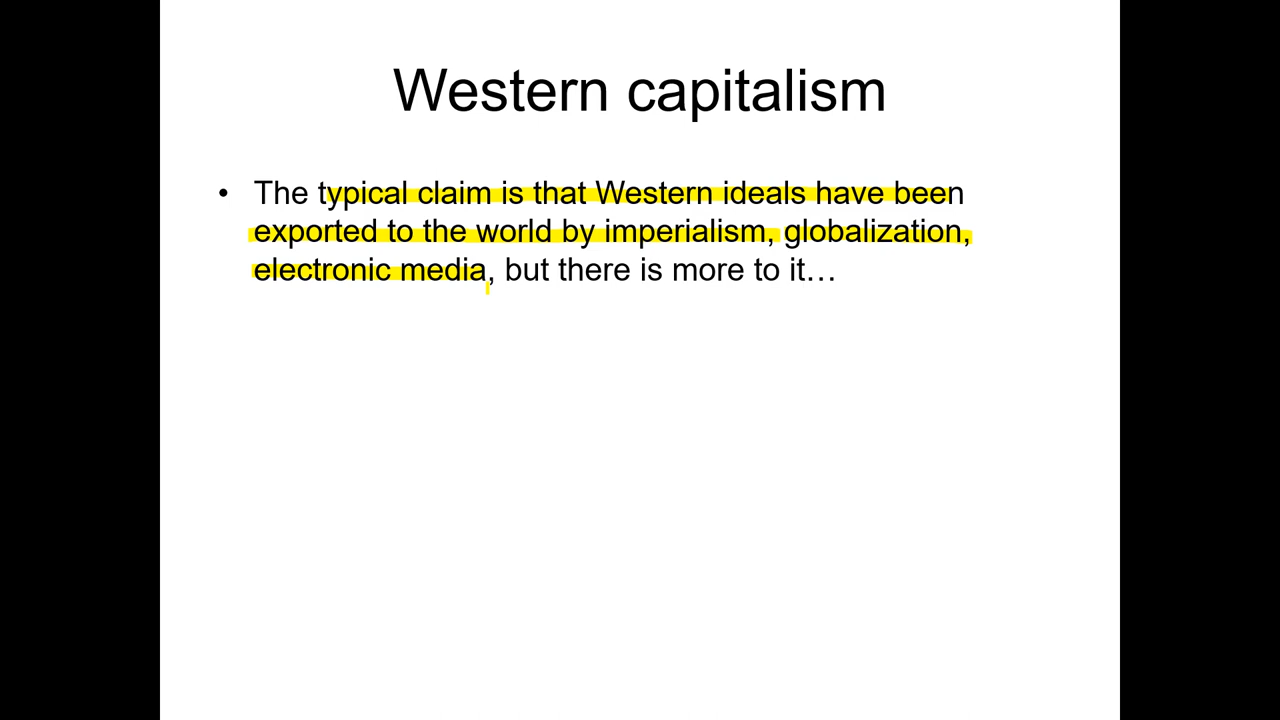 Western capitalism
• The typical claim is that Western ideals have been
exported to the world by imperialism, globalization,
electronic media, but there is more to it…